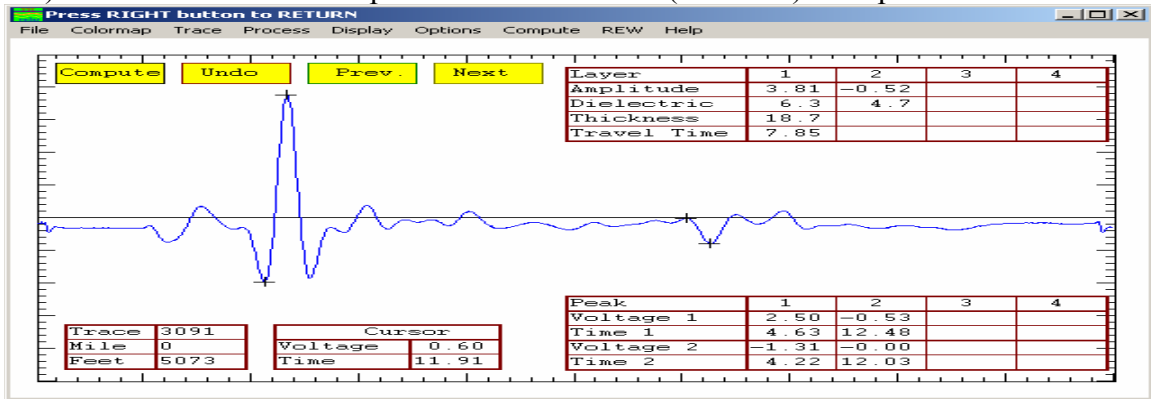 Press RIGHT button to RETURN
File Colormap Trace Process Display Options Compute REW Help
Compute Undo Prev. Next
Layer 1 2 3 4
Amplitude 3.81 -0.52
Dielectric 6.3 4.7
Thickness 18.7
Travel Time 7.85
Peak 1 2 3 4
Voltage 1 2.50 -0.53
Time 1 4.63 12.48
Voltage 2 -1.31 -0.00
Time 2 4.22 12.03
Trace 3091
Mile 0
Feet 5073
Cursor
Voltage 0.60
Time 11.91